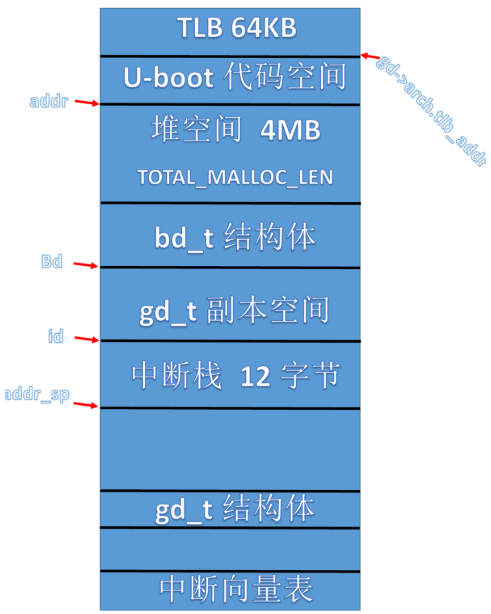 TLB 64KB
gd->arch.tlb_addr
U-boot 代码空间
addr
堆空间 4MB
TOTAL_MALLOC_LEN
bd_t 结构体
Bd
gd_t 副本空间
id
中断栈 12 字节
addr_sp
gd_t 结构体
中断向量表